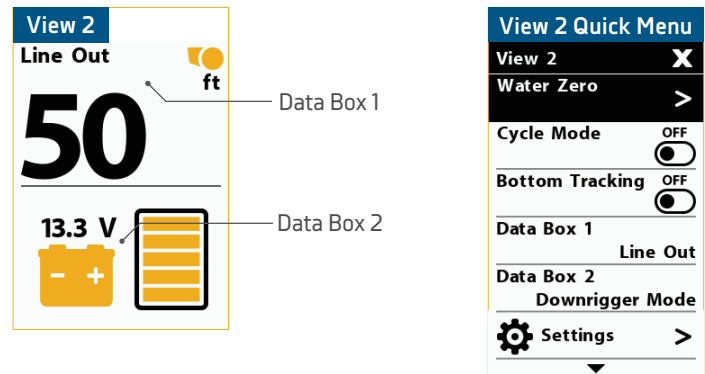 View 2
Line Out
ft
50
Data Box 1
13.3 V
Data Box 2
View 2 Quick Menu
View 2 X
Water Zero
>
Cycle Mode OFF
Bottom Tracking OFF
Data Box 1
Line Out
Data Box 2
Downrigger Mode
Settings >